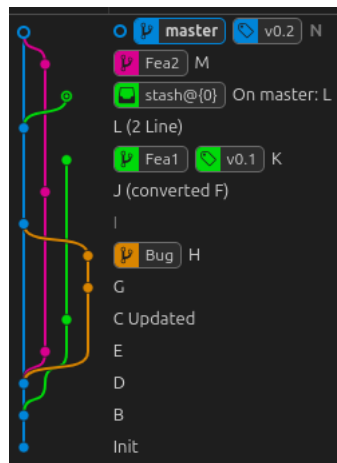 master v0.2 N
Fea2 M
stash@{0} On master: L
L (2 Line)
Fea1 v0.1 K
J (converted F)
I
Bug H
G
C Updated
E
D
B
Init